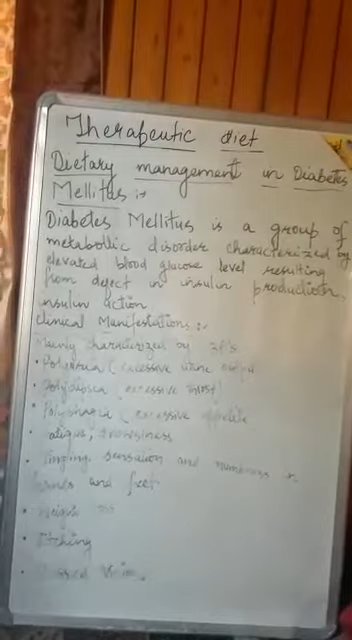 Therapeutic diet
Dietary management in Diabetes
Mellitus :-
Diabetes Mellitus is a group of
metabolic disorder characterized by
elevated blood glucose level resulting
from defect in insulin production,
insulin action
Clinical Manifestations :-
Mainly characterized by 3P's
• Polyuria (excessive urine output
• Polydipsia (excessive thirst)
• Polyphagia (excessive appetite
• Fatigue,
• Tingling sensation and numbness in
hands and feet
• Weight
• Itching
• Vision.